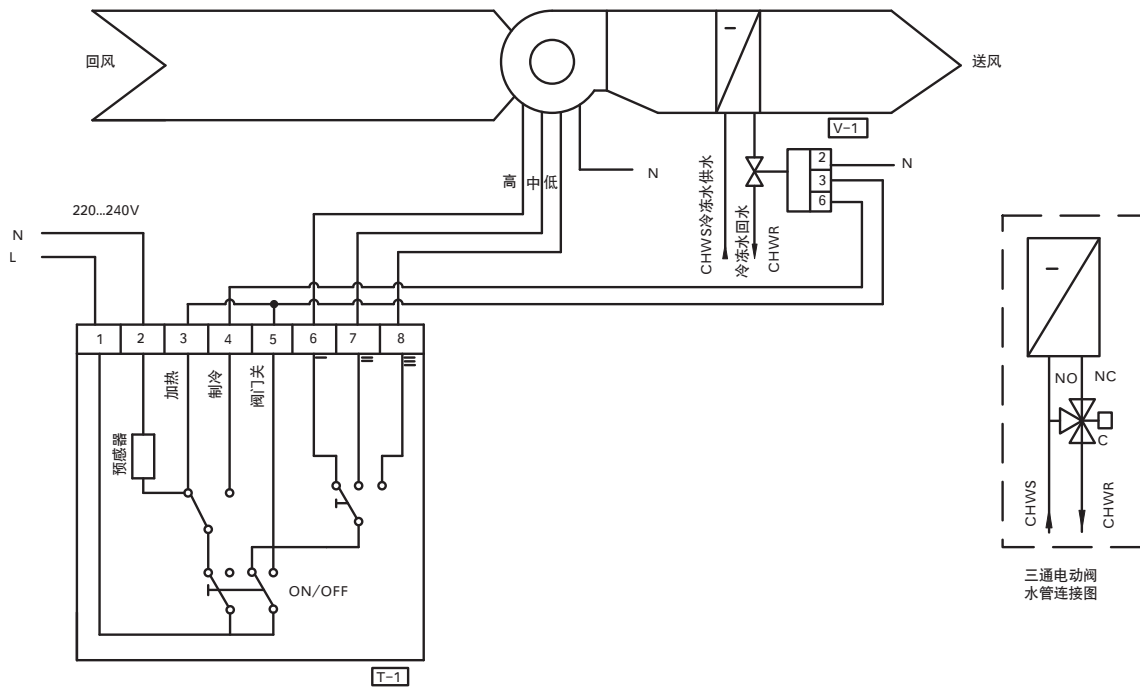 回风
送风
V-1
2
N
3
6
高
中
低
N
CHWS冷冻水供水
冷冻水回水
CHWR
220...240V
N
L
1
2
3
4
5
6
7
8
加热
制冷
阀门关
预感器
ON/OFF
T-1
NO
NC
C
CHWS
CHWR
三通电动阀
水管连接图